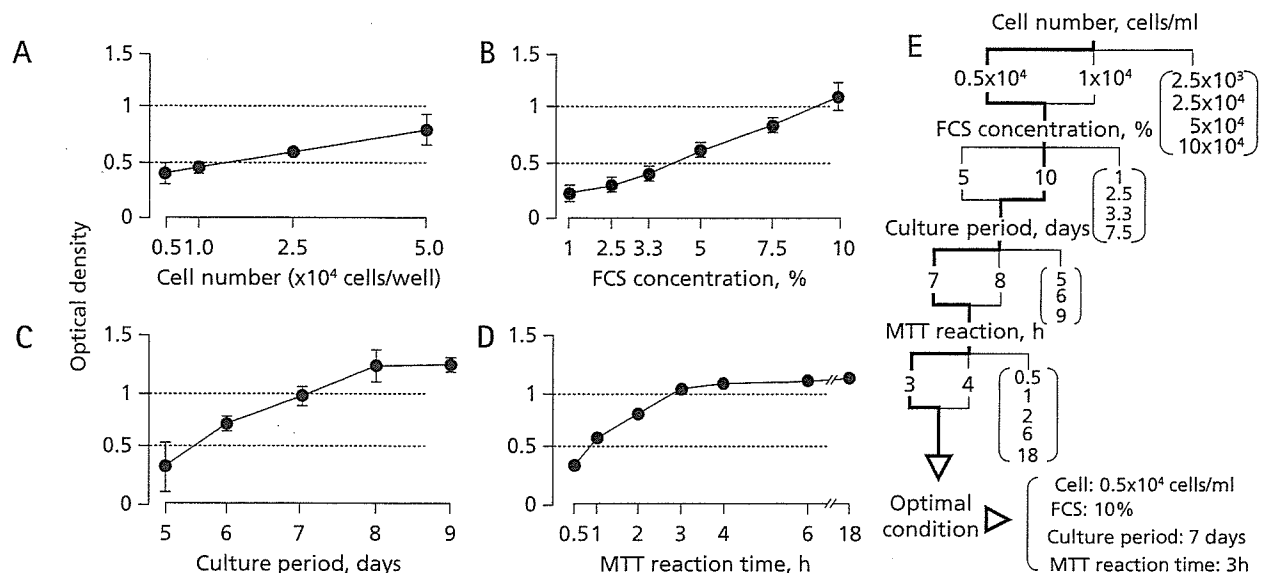 A
1.5
1
0.5
0
0.5 1.0 2.5 5.0
Cell number (x10⁴ cells/well)
B
1.5
1
0.5
0
1 2.5 3.3 5 7.5 10
FCS concentration, %
Optical density
C
1.5
1
0.5
0
5 6 7 8 9
Culture period, days
D
1.5
1
0.5
0
0.5 1 2 3 4 6 18
MTT reaction time, h
E
Cell number, cells/ml
0.5x10⁴ 1x10⁴
2.5x10³
2.5x10⁴
5x10⁴
10x10⁴
FCS concentration, %
5 10
1
2.5
3.3
7.5
Culture period, days
7 8
5
6
9
MTT reaction, h
3 4
0.5
1
2
6
18
Optimal
condition
Cell: 0.5x10⁴ cells/ml
FCS: 10%
Culture period: 7 days
MTT reaction time: 3h